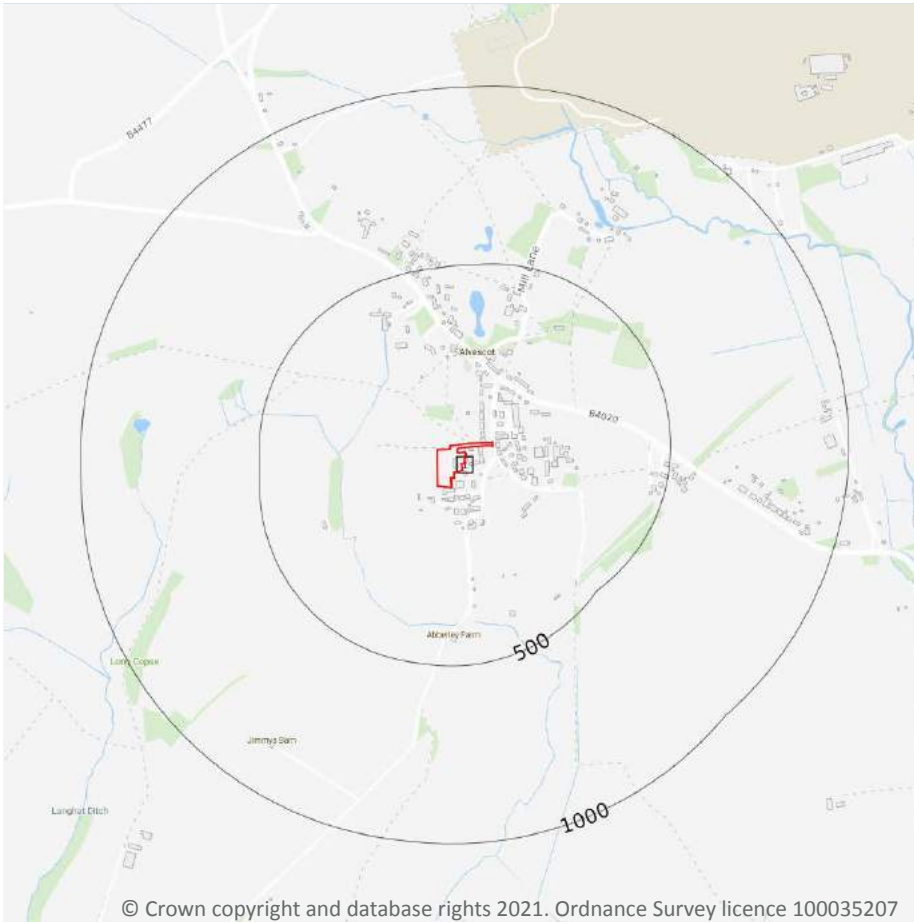 B4477
Mill Lane
Alvescot
B4020
500
Abberley Farm
Long Copse
Jimmys Barn
1000
Langhat Ditch
© Crown copyright and database rights 2021. Ordnance Survey licence 100035207